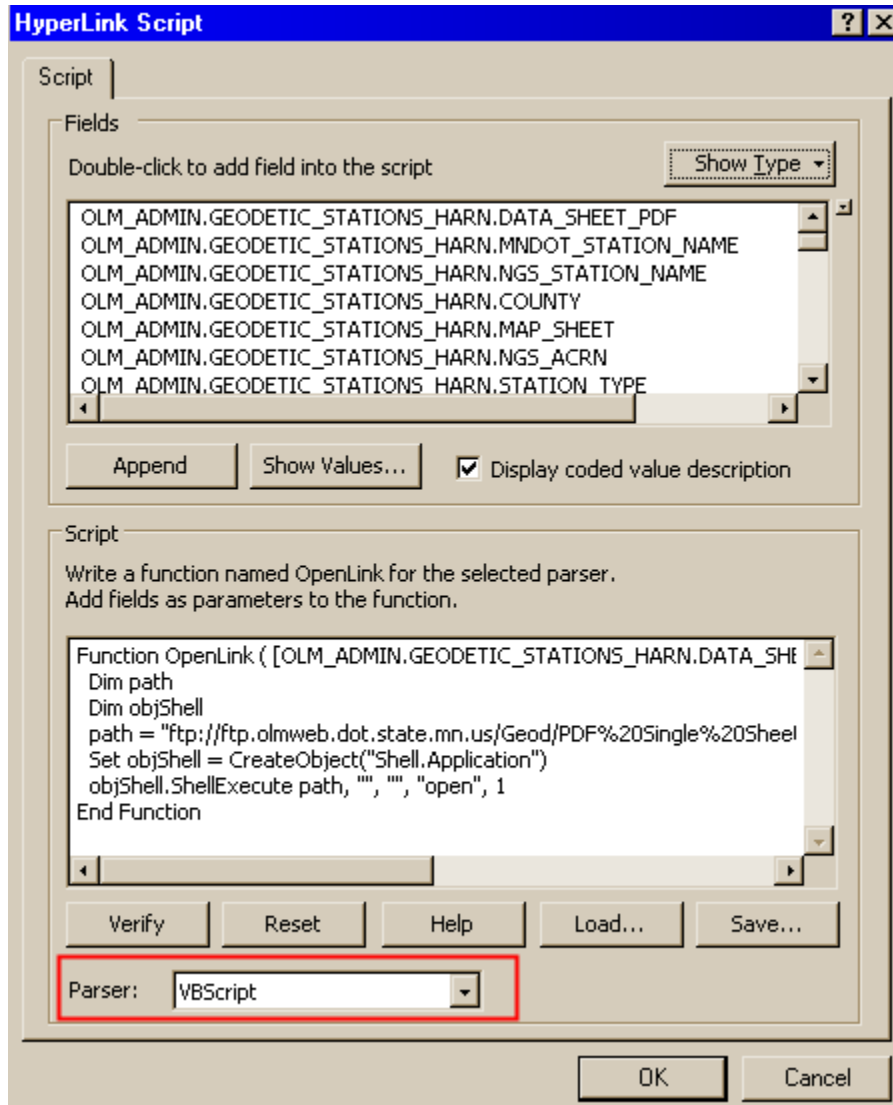 HyperLink Script
Script
Fields
Double-click to add field into the script
Show Type
OLM_ADMIN.GEODETIC_STATIONS_HARN.DATA_SHEET_PDF
OLM_ADMIN.GEODETIC_STATIONS_HARN.MNDOT_STATION_NAME
OLM_ADMIN.GEODETIC_STATIONS_HARN.NGS_STATION_NAME
OLM_ADMIN.GEODETIC_STATIONS_HARN.COUNTY
OLM_ADMIN.GEODETIC_STATIONS_HARN.MAP_SHEET
OLM_ADMIN.GEODETIC_STATIONS_HARN.NGS_ACRN
OLM_ADMIN.GEODETIC_STATIONS_HARN.STATION_TYPE
Append
Show Values...
Display coded value description
Script
Write a function named OpenLink for the selected parser.
Add fields as parameters to the function.
Function OpenLink ( [OLM_ADMIN.GEODETIC_STATIONS_HARN.DATA_SHE
Dim path
Dim objShell
path = "ftp://ftp.olmweb.dot.state.mn.us/Geod/PDF%20Single%20Sheet
Set objShell = CreateObject("Shell.Application")
objShell.ShellExecute path, "", "", "open", 1
End Function
Verify
Reset
Help
Load...
Save...
Parser:
VBScript
OK
Cancel